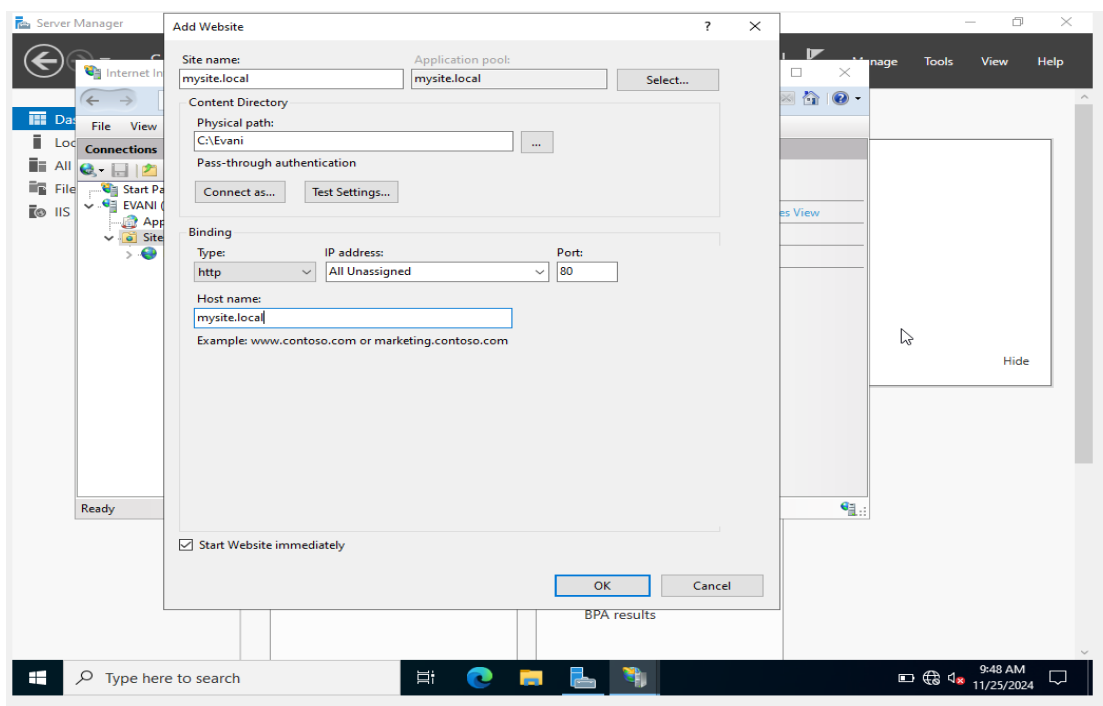 Server Manager
Manage Tools View Help
Internet In
File View
Connections
Start Pa
EVANI (
App
Site
Ready
Das
Loc
All
File
IIS
Add Website
?
Site name:
Application pool:
mysite.local
mysite.local
Select...
Content Directory
Physical path:
C:\Evani
...
Pass-through authentication
Connect as...
Test Settings...
Binding
Type:
IP address:
Port:
http
All Unassigned
80
Host name:
mysite.local
Example: www.contoso.com or marketing.contoso.com
Start Website immediately
OK
Cancel
es View
Hide
BPA results
Type here to search
9:48 AM
11/25/2024